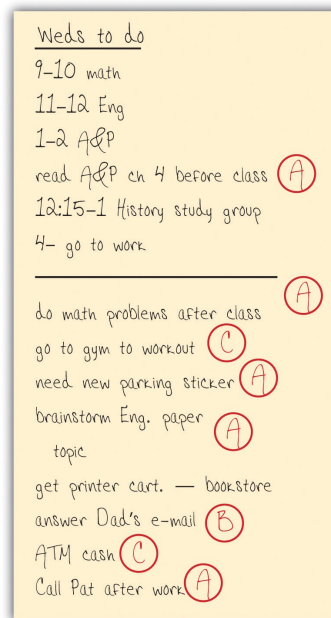 Weds to do
9-10 math
11-12 Eng
1-2 A&P
read A&P ch 4 before class A
12:15-1 History study group
4- go to work
A
do math problems after class
go to gym to workout C
need new parking sticker A
brainstorm Eng. paper A
topic
get printer cart. — bookstore
answer Dad's e-mail B
ATM cash C
Call Pat after work A